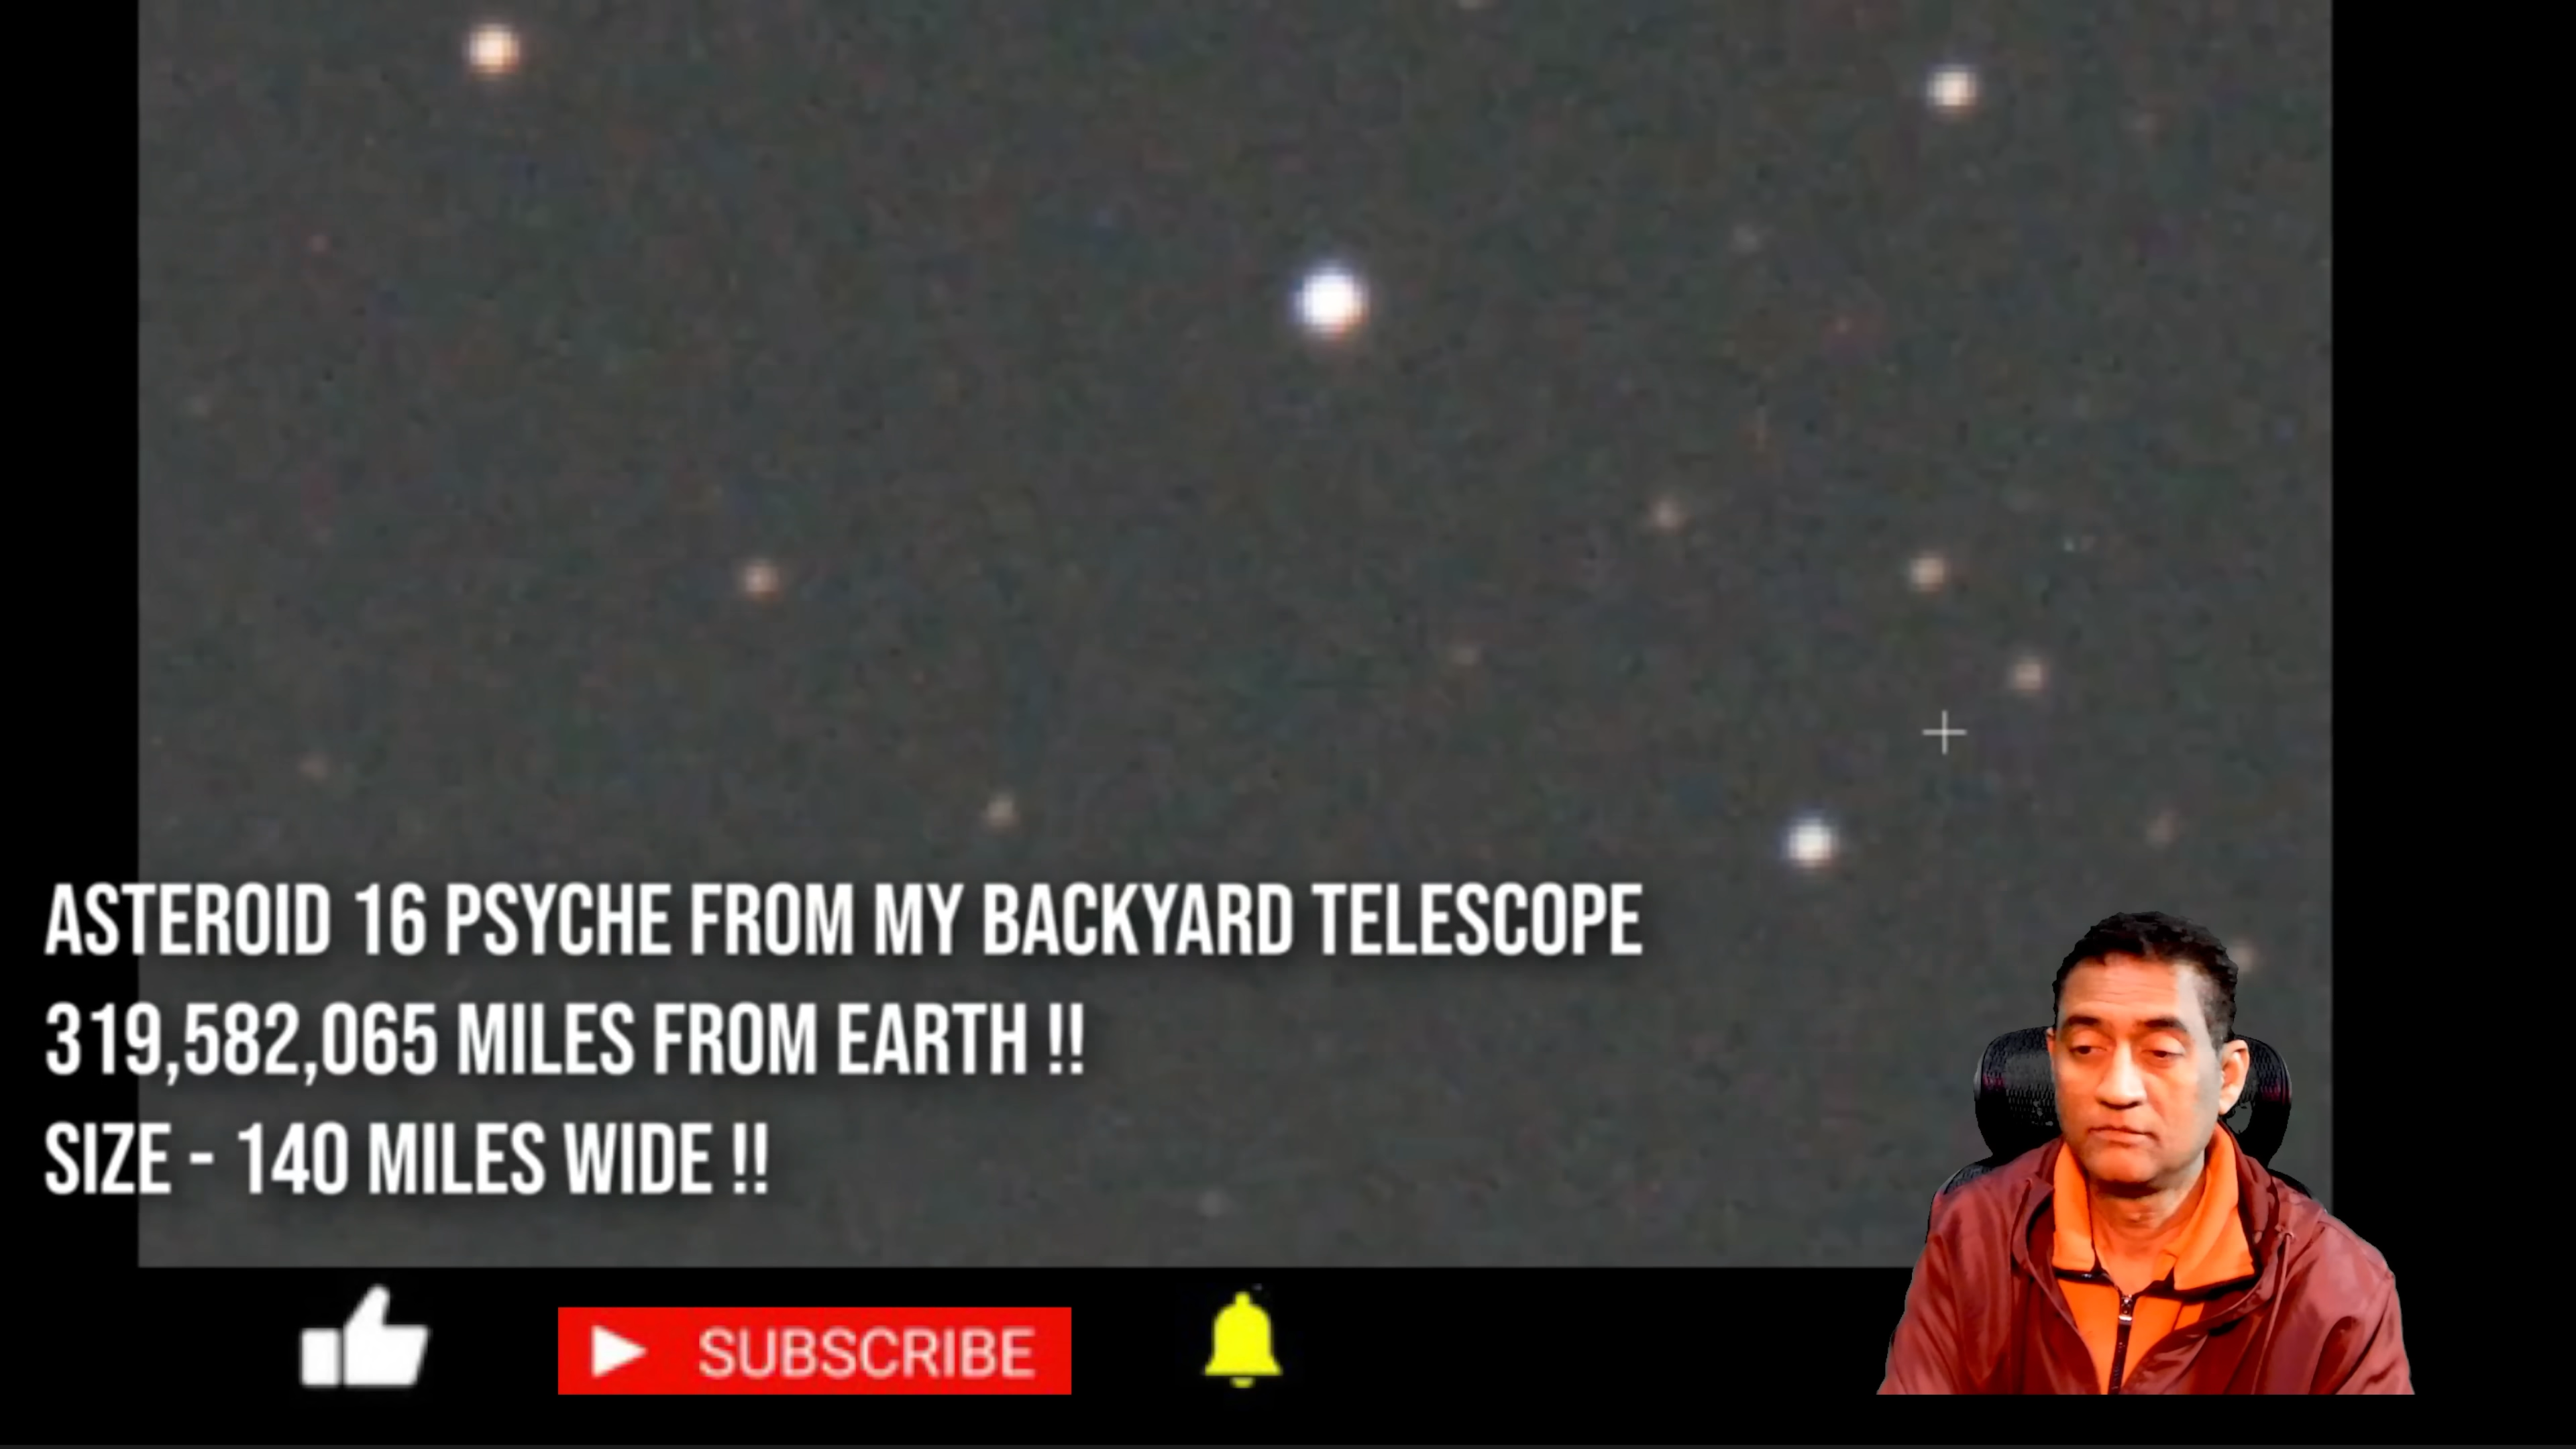 ASTEROID 16 PSYCHE FROM MY BACKYARD TELESCOPE
319,582,065 MILES FROM EARTH !!
SIZE - 140 MILES WIDE !!
SUBSCRIBE